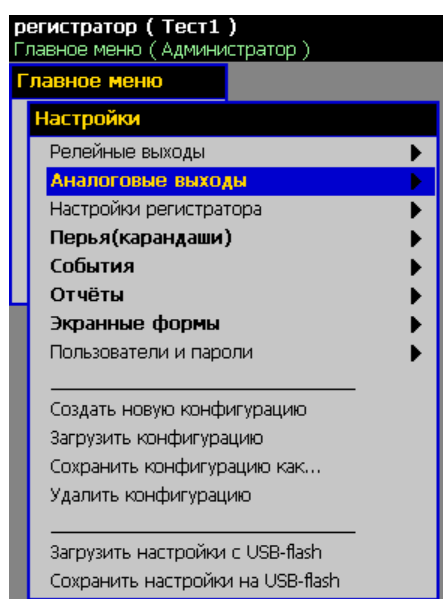 регистратор ( Тест1 )
Главное меню ( Администратор )
Главное меню
Настройки
Релейные выходы
Аналоговые выходы
Настройки регистратора
Перья(карандаши)
События
Отчёты
Экранные формы
Пользователи и пароли
Создать новую конфигурацию
Загрузить конфигурацию
Сохранить конфигурацию как...
Удалить конфигурацию
Загрузить настройки с USB-flash
Сохранить настройки на USB-flash